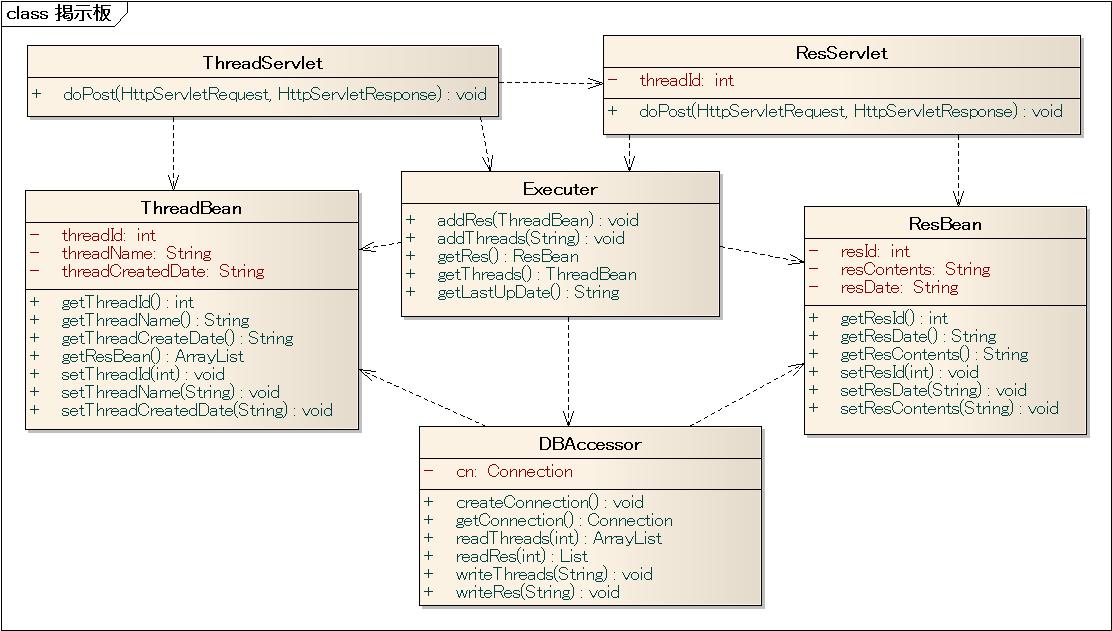 class 掲示板
ThreadServlet
+ doPost(HttpServletRequest, HttpServletResponse) : void
ResServlet
- threadId: int
+ doPost(HttpServletRequest, HttpServletResponse) : void
Executer
+ addRes(ThreadBean) : void
+ addThreads(String) : void
+ getRes() : ResBean
+ getThreads() : ThreadBean
+ getLastUpDate() : String
ThreadBean
- threadId: int
- threadName: String
- threadCreatedDate: String
+ getThreadId() : int
+ getThreadName() : String
+ getThreadCreateDate() : String
+ getResBean() : ArrayList
+ setThreadId(int) : void
+ setThreadName(String) : void
+ setThreadCreatedDate(String) : void
ResBean
- resId: int
- resContents: String
- resDate: String
+ getResId() : int
+ getResDate() : String
+ getResContents() : String
+ setResId(int) : void
+ setResDate(String) : void
+ setResContents(String) : void
DBAccessor
- cn: Connection
+ createConnection() : void
+ getConnection() : Connection
+ readThreads(int) : ArrayList
+ readRes(int) : List
+ writeThreads(String) : void
+ writeRes(String) : void